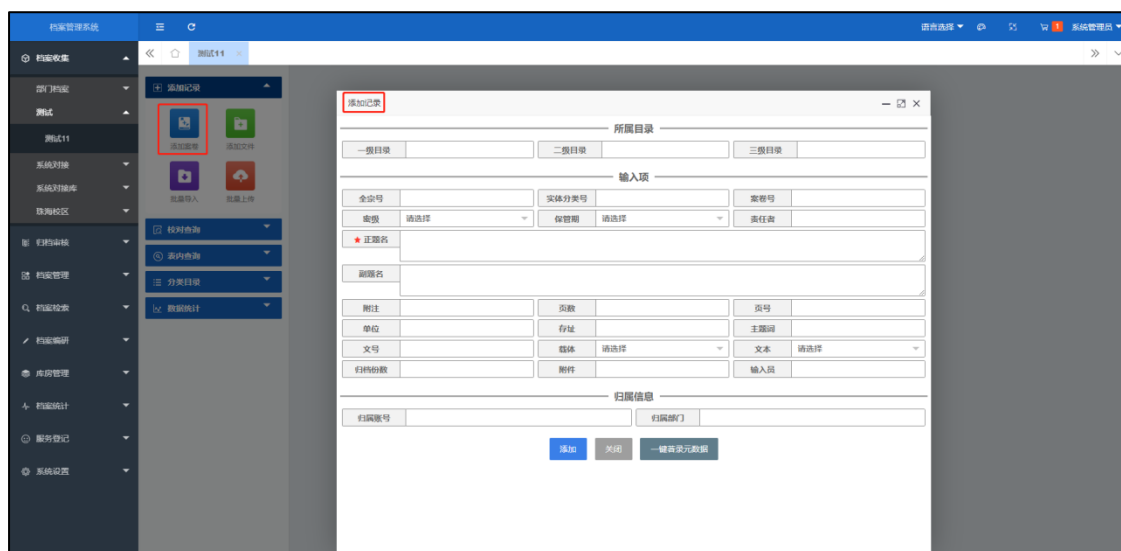 档案管理系统
语言选择
1
系统管理员
档案收集
测试11
部门档案
测试
测试11
系统对接
系统对接库
珠海校区
归档审核
档案管理
档案检索
档案编研
库房管理
档案统计
服务登记
系统设置
添加记录
添加案卷
添加文件
批量导入
批量上传
校对查询
表内查询
分类目录
数据统计
添加记录
所属目录
一级目录
二级目录
三级目录
输入项
全宗号
实体分类号
案卷号
密级 请选择
保管期 请选择
责任者
★ 正题名
副题名
附注
页数
页号
单位
存址
主题词
文号
载体 请选择
文本 请选择
归档份数
附件
输入员
归属信息
归属账号
归属部门
添加
关闭
一键著录元数据